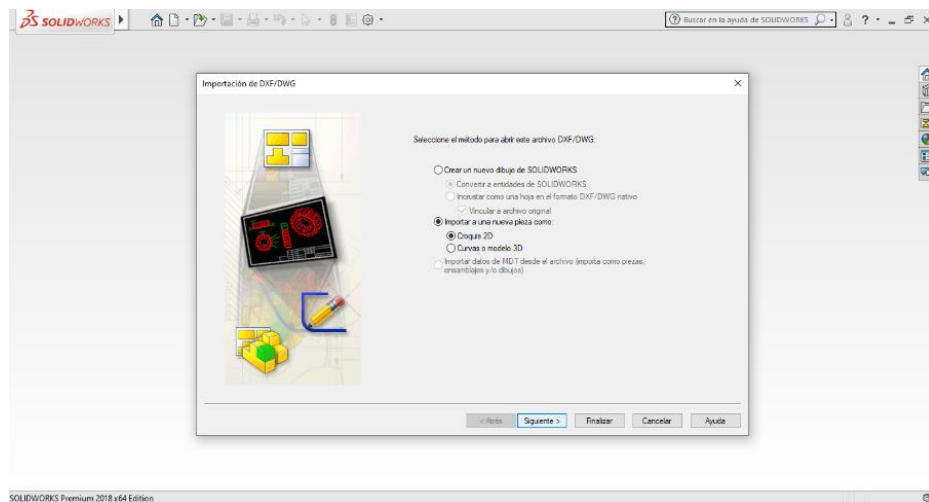 SOLIDWORKS
Buscar en la ayuda de SOLIDWORKS
Importación de DXF/DWG
Seleccione el método para abrir este archivo DXF/DWG:
Crear un nuevo dibujo de SOLIDWORKS
Convertir a entidades de SOLIDWORKS
Incrustar como una hoja en el formato DXF/DWG nativo
Vincular a archivo original
Importar a una nueva pieza como:
Croquis 2D
Curvas o modelo 3D
Importar datos de MDT desde el archivo (importa como piezas,
ensamblajes y/o dibujos)
< Atrás Siguiente > Finalizar Cancelar Ayuda
SOLIDWORKS Premium 2018 x64 Edition